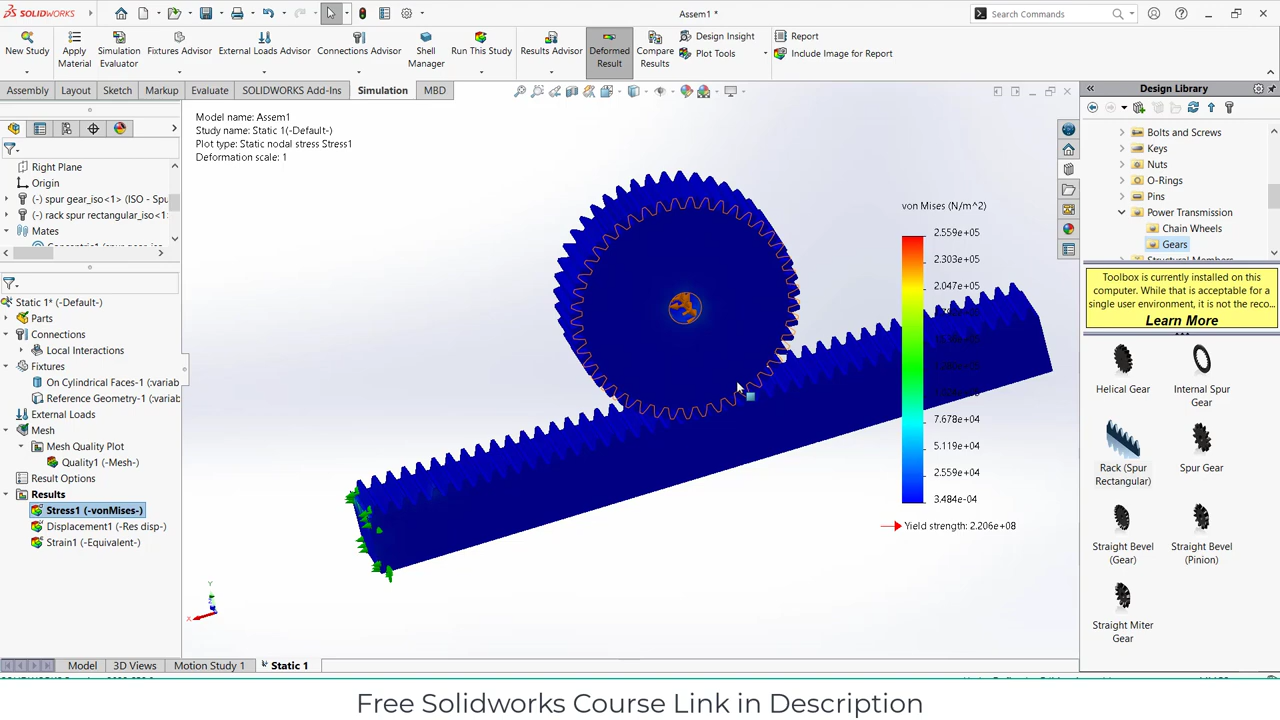 SOLIDWORKS
Assem1 *
Search Commands
New Study
Apply Material
Simulation Evaluator
Fixtures Advisor
External Loads Advisor
Connections Advisor
Shell Manager
Run This Study
Results Advisor
Deformed Result
Compare Results
Design Insight
Plot Tools
Report
Include Image for Report
Assembly
Layout
Sketch
Markup
Evaluate
SOLIDWORKS Add-Ins
Simulation
MBD
Right Plane
Origin
(-) spur gear_iso<1> (ISO - Spu
(-) rack spur rectangular_iso<1>
Mates
Static 1* (-Default-)
Parts
Connections
Local Interactions
Fixtures
On Cylindrical Faces-1 (:variab
Reference Geometry-1 (:variab
External Loads
Mesh
Mesh Quality Plot
Quality1 (-Mesh-)
Result Options
Results
Stress1 (-vonMises-)
Displacement1 (-Res disp-)
Strain1 (-Equivalent-)
Model name: Assem1
Study name: Static 1(-Default-)
Plot type: Static nodal stress Stress1
Deformation scale: 1
von Mises (N/m^2)
2.559e+05
2.303e+05
2.047e+05
7.678e+04
5.119e+04
2.559e+04
3.484e-04
Yield strength: 2.206e+08
Y
X
Design Library
Bolts and Screws
Keys
Nuts
O-Rings
Pins
Power Transmission
Chain Wheels
Gears
Toolbox is currently installed on this
computer. While that is acceptable for a
single user environment, it is not the reco...
Learn More
Helical Gear
Internal Spur Gear
Rack (Spur Rectangular)
Spur Gear
Straight Bevel (Gear)
Straight Bevel (Pinion)
Straight Miter Gear
Model
3D Views
Motion Study 1
Static 1
Free Solidworks Course Link in Description